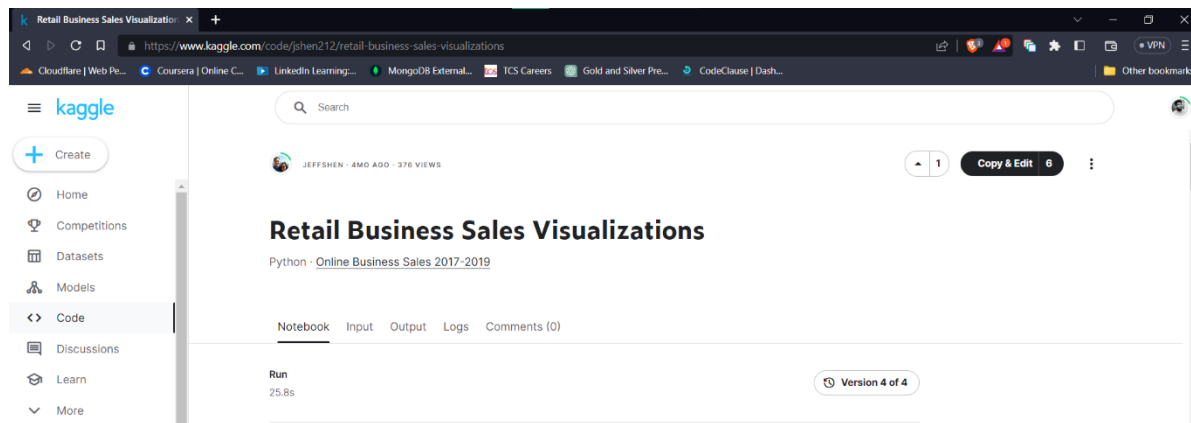 Retail Business Sales Visualization
https://www.kaggle.com/code/jshen212/retail-business-sales-visualizations
VPN
Cloudflare | Web Pe... Coursera | Online C... LinkedIn Learning:... MongoDB External... TCS Careers Gold and Silver Pre... CodeClause | Dash... Other bookmarks
kaggle
Search
Create
JEFFSHEN · 4MO AGO · 376 VIEWS
1
Copy & Edit 6
Home
Competitions
Datasets
Models
Code
Discussions
Learn
More
Retail Business Sales Visualizations
Python · Online Business Sales 2017-2019
Notebook Input Output Logs Comments (0)
Run
25.8s
Version 4 of 4